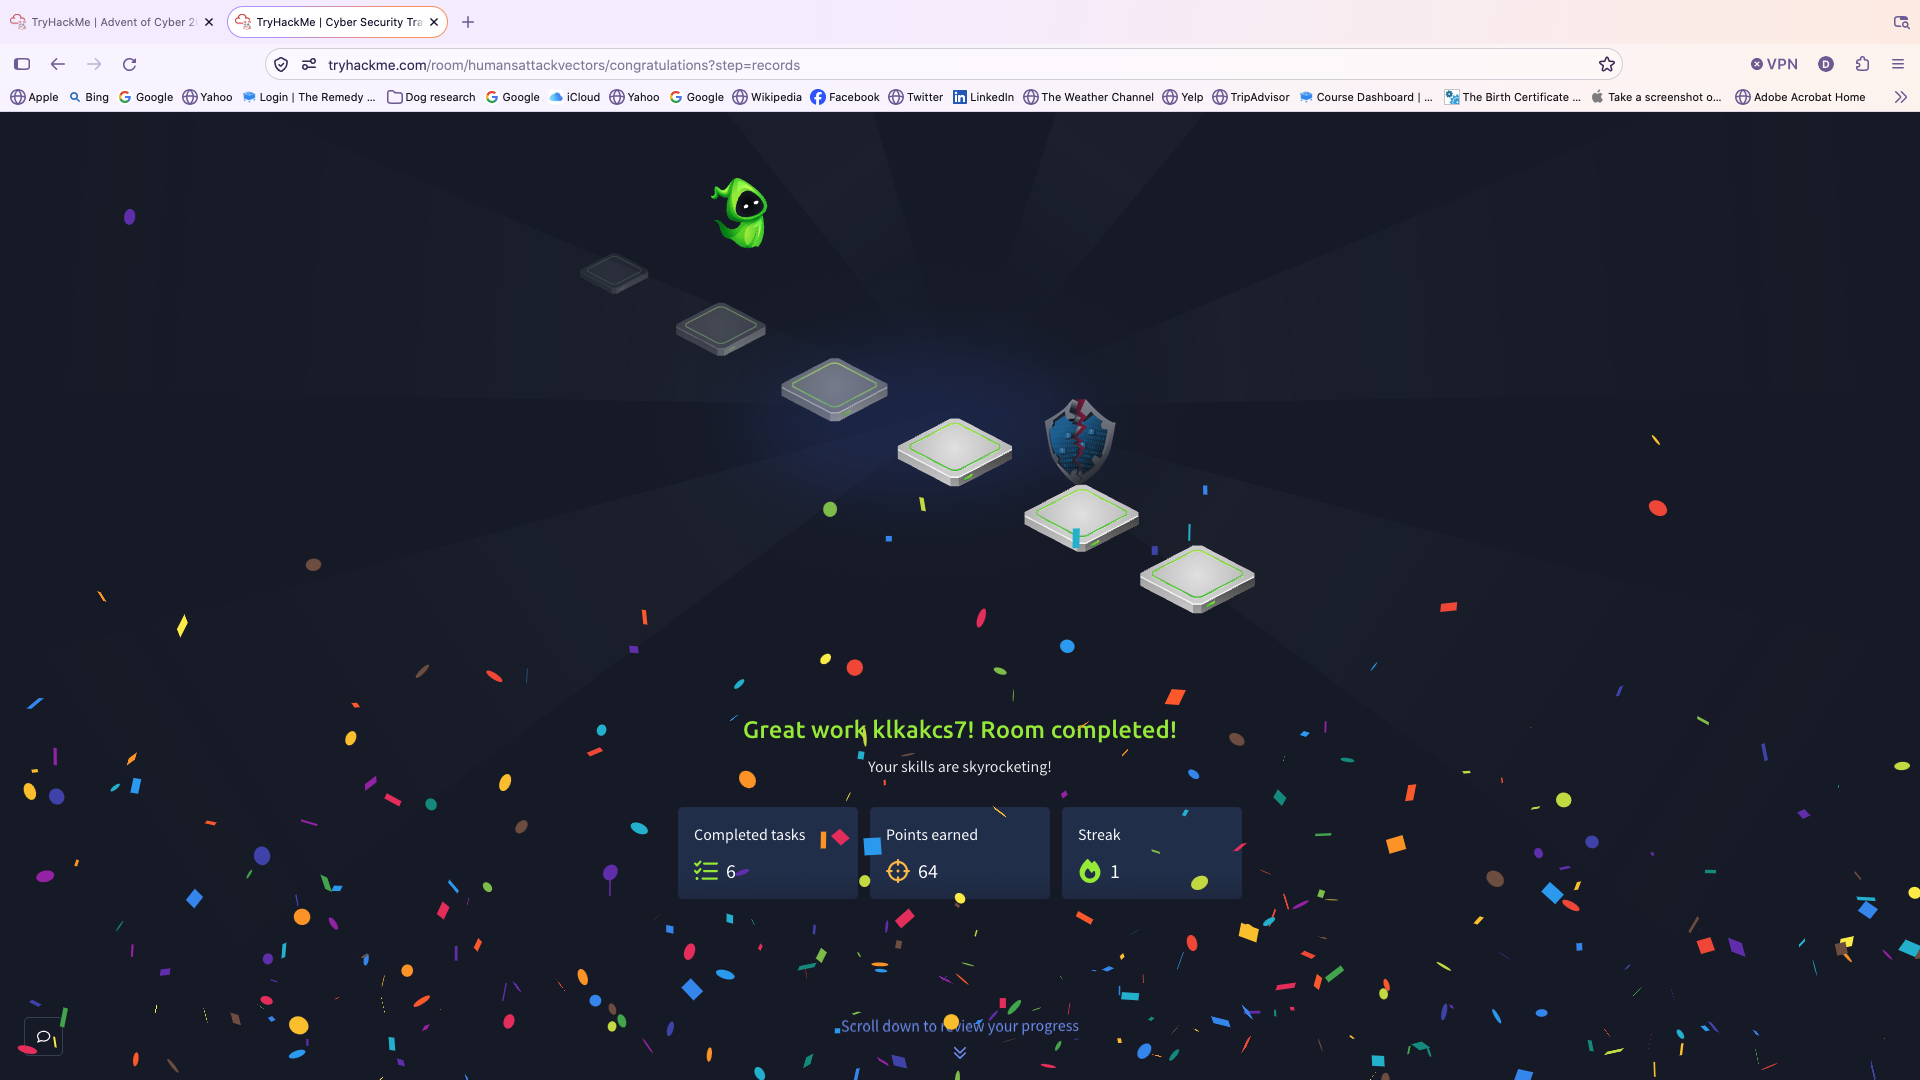 TryHackMe | Advent of Cyber 2
TryHackMe | Cyber Security Tra
tryhackme.com/room/humansattackvectors/congratulations?step=records
VPN
D
Apple
Bing
Google
Yahoo
Login | The Remedy ...
Dog research
Google
iCloud
Yahoo
Google
Wikipedia
Facebook
Twitter
LinkedIn
The Weather Channel
Yelp
TripAdvisor
Course Dashboard | ...
The Birth Certificate ...
Take a screenshot o...
Adobe Acrobat Home
Great work klkakcs7! Room completed!
Your skills are skyrocketing!
Completed tasks
6
Points earned
64
Streak
1
Scroll down to review your progress